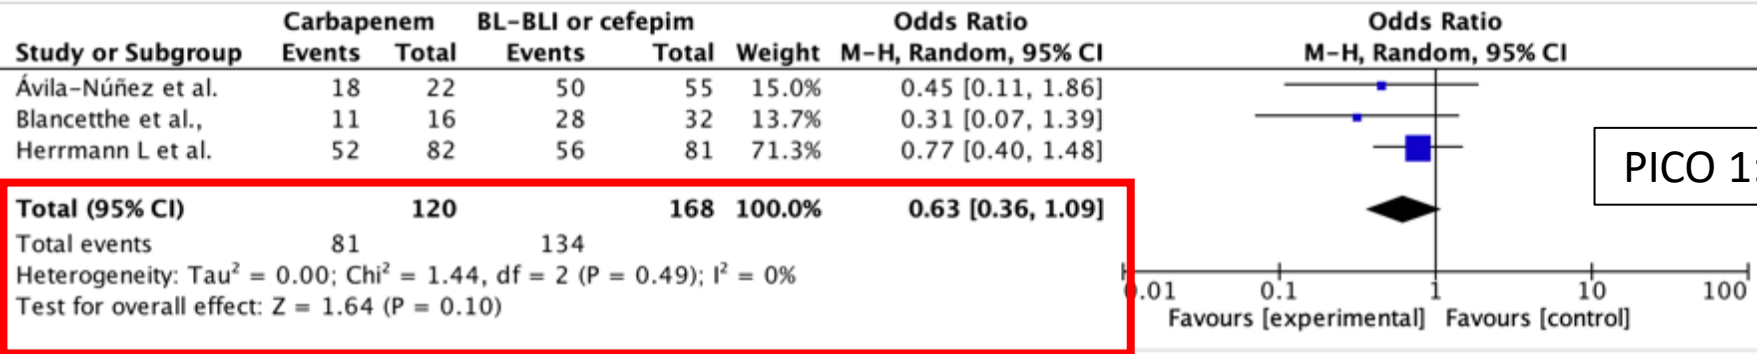 Carbapenem BL-BLI or cefepim Odds Ratio Odds Ratio
Study or Subgroup Events Total Events Total Weight M-H, Random, 95% CI M-H, Random, 95% CI
Ávila-Núñez et al. 18 22 50 55 15.0% 0.45 [0.11, 1.86]
Blancetthe et al., 11 16 28 32 13.7% 0.31 [0.07, 1.39]
Herrmann L et al. 52 82 56 81 71.3% 0.77 [0.40, 1.48]
PICO 1:
Total (95% CI) 120 168 100.0% 0.63 [0.36, 1.09]
Total events 81 134
Heterogeneity: Tau² = 0.00; Chi² = 1.44, df = 2 (P = 0.49); I² = 0%
Test for overall effect: Z = 1.64 (P = 0.10)
0.01 0.1 1 10 100
Favours [experimental] Favours [control]